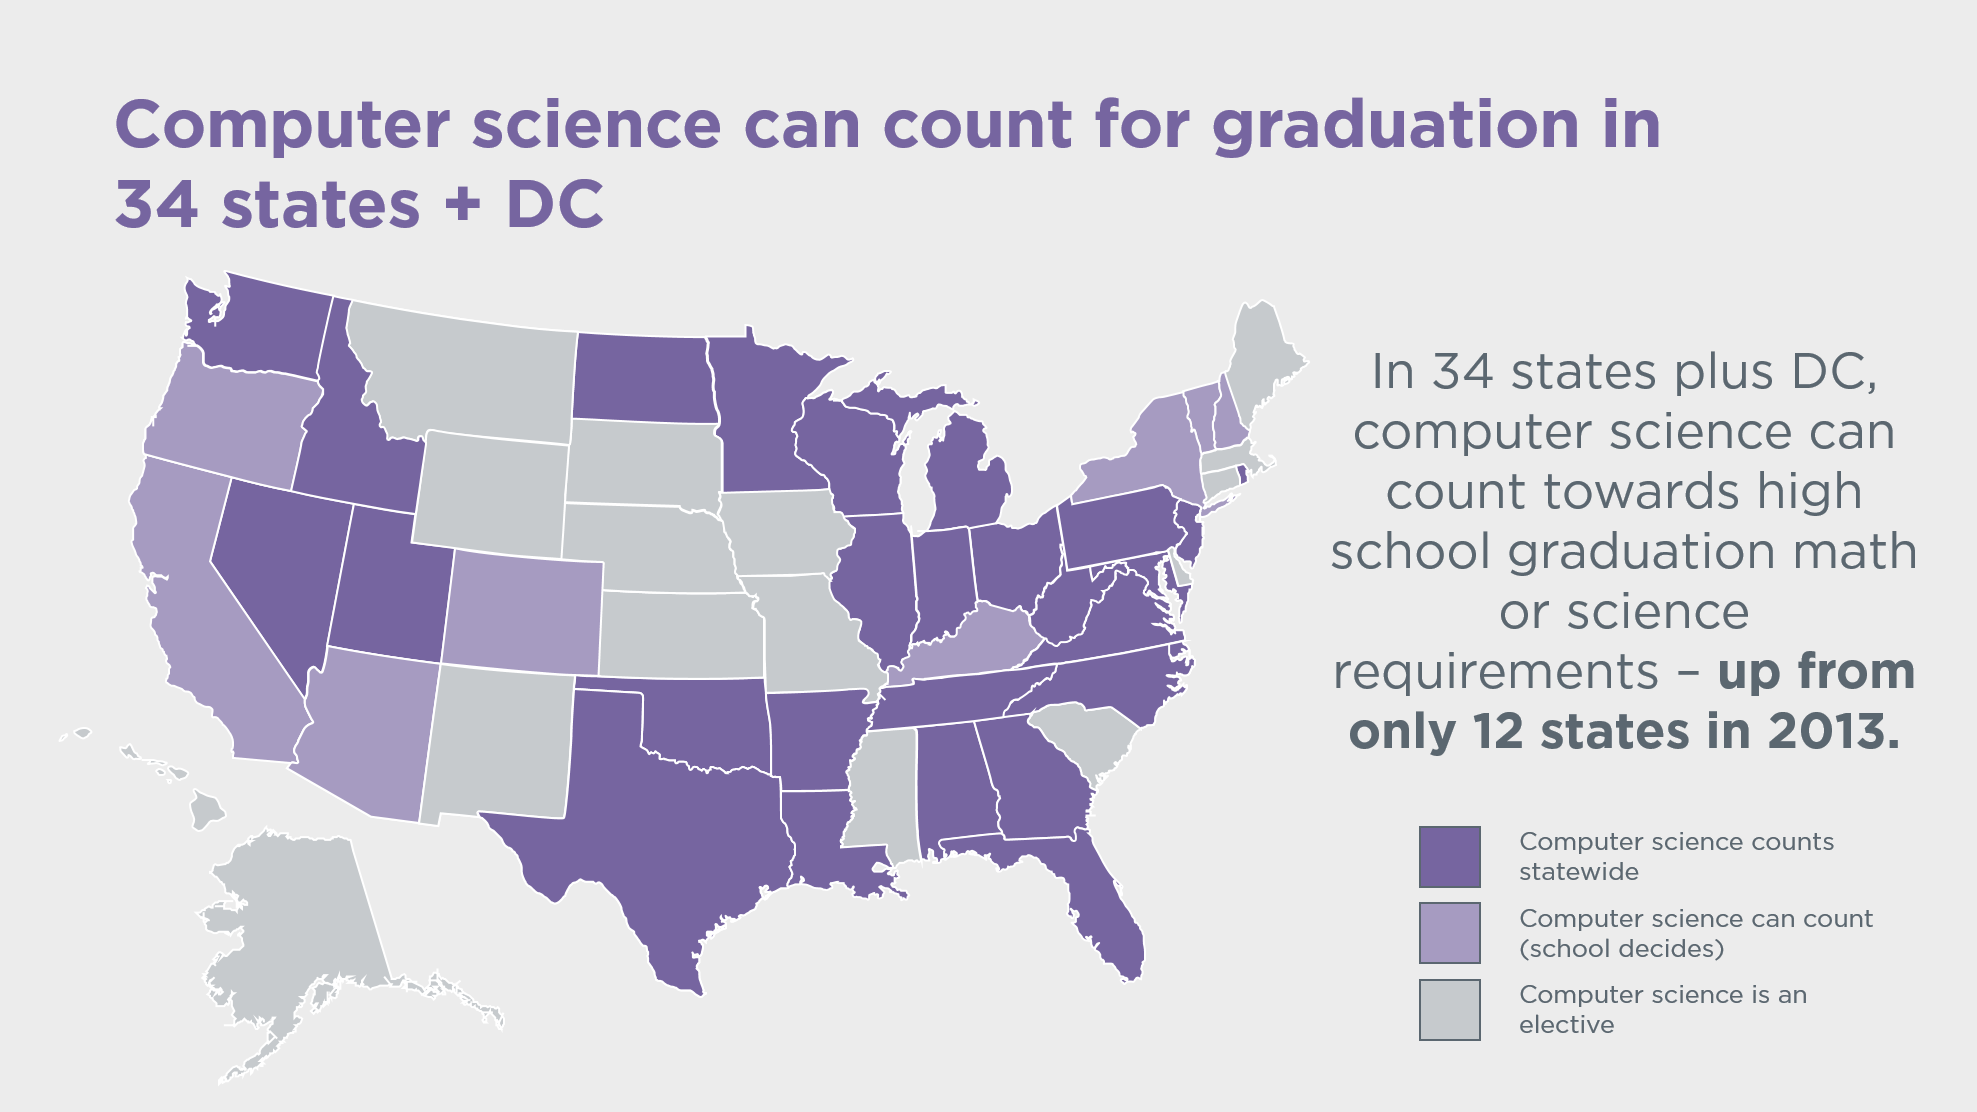 Computer science can count for graduation in
34 states + DC
In 34 states plus DC,
computer science can
count towards high
school graduation math
or science
requirements – up from
only 12 states in 2013.
Computer science counts
statewide
Computer science can count
(school decides)
Computer science is an
elective